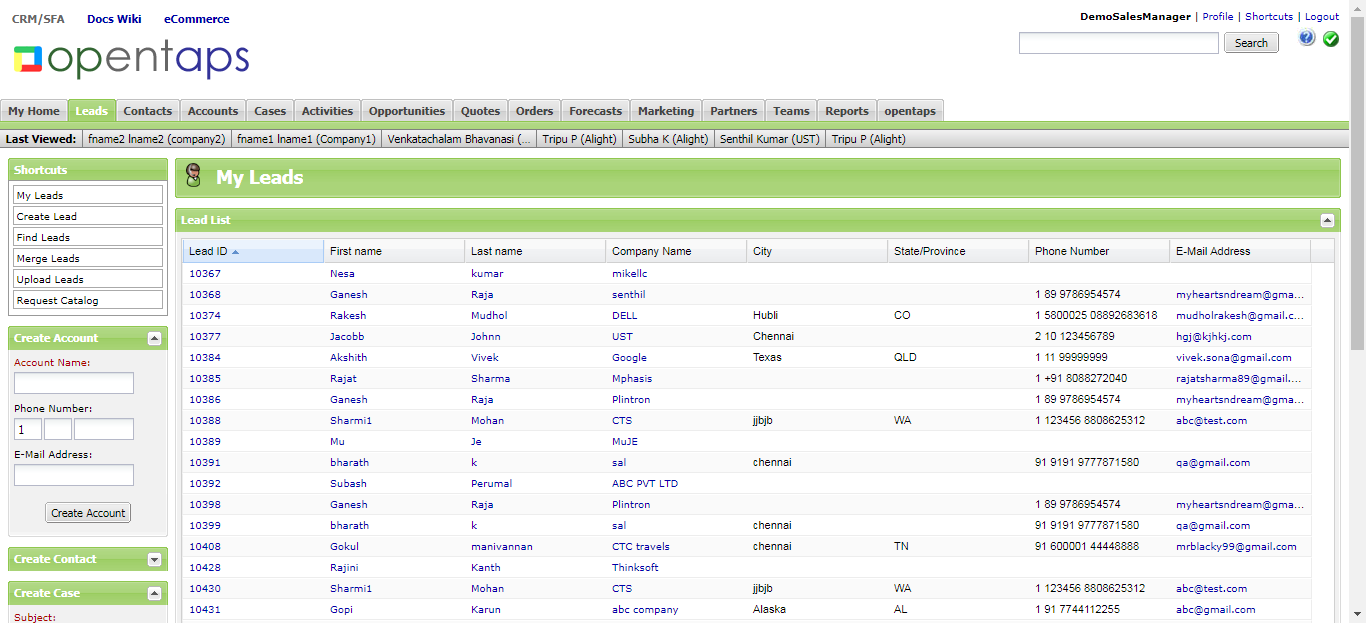 CRM/SFA Docs Wiki eCommerce
DemoSalesManager | Profile | Shortcuts | Logout
opentaps
Search
My Home Leads Contacts Accounts Cases Activities Opportunities Quotes Orders Forecasts Marketing Partners Teams Reports opentaps
Last Viewed: fname2 lname2 (company2) fname1 lname1 (Company1) Venkatachalam Bhavanasi (... Tripu P (Alight) Subha K (Alight) Senthil Kumar (UST) Tripu P (Alight)
Shortcuts
My Leads
Create Lead
Find Leads
Merge Leads
Upload Leads
Request Catalog
Create Account
Account Name:
Phone Number:
1
E-Mail Address:
Create Account
Create Contact
Create Case
Subject:
My Leads
Lead List
Lead ID First name Last name Company Name City State/Province Phone Number E-Mail Address
10367 Nesa kumar mikellc
10368 Ganesh Raja senthil 1 89 9786954574 myheartsndream@gma...
10374 Rakesh Mudhol DELL Hubli CO 1 5800025 08892683618 mudholrakesh@gmail.c...
10377 Jacobb Johnn UST Chennai 2 10 123456789 hgj@kjhkj.com
10384 Akshith Vivek Google Texas QLD 1 11 99999999 vivek.sona@gmail.com
10385 Rajat Sharma Mphasis 1 +91 8088272040 rajatsharma89@gmail....
10386 Ganesh Raja Plintron 1 89 9786954574 myheartsndream@gma...
10388 Sharmi1 Mohan CTS jjbjb WA 1 123456 8808625312 abc@test.com
10389 Mu Je MuJE
10391 bharath k sal chennai 91 9191 9777871580 qa@gmail.com
10392 Subash Perumal ABC PVT LTD
10398 Ganesh Raja Plintron 1 89 9786954574 myheartsndream@gma...
10399 bharath k sal chennai 91 9191 9777871580 qa@gmail.com
10408 Gokul manivannan CTC travels chennai TN 91 600001 44448888 mrblacky99@gmail.com
10428 Rajini Kanth Thinksoft
10430 Sharmi1 Mohan CTS jjbjb WA 1 123456 8808625312 abc@test.com
10431 Gopi Karun abc company Alaska AL 1 91 7744112255 abc@gmail.com